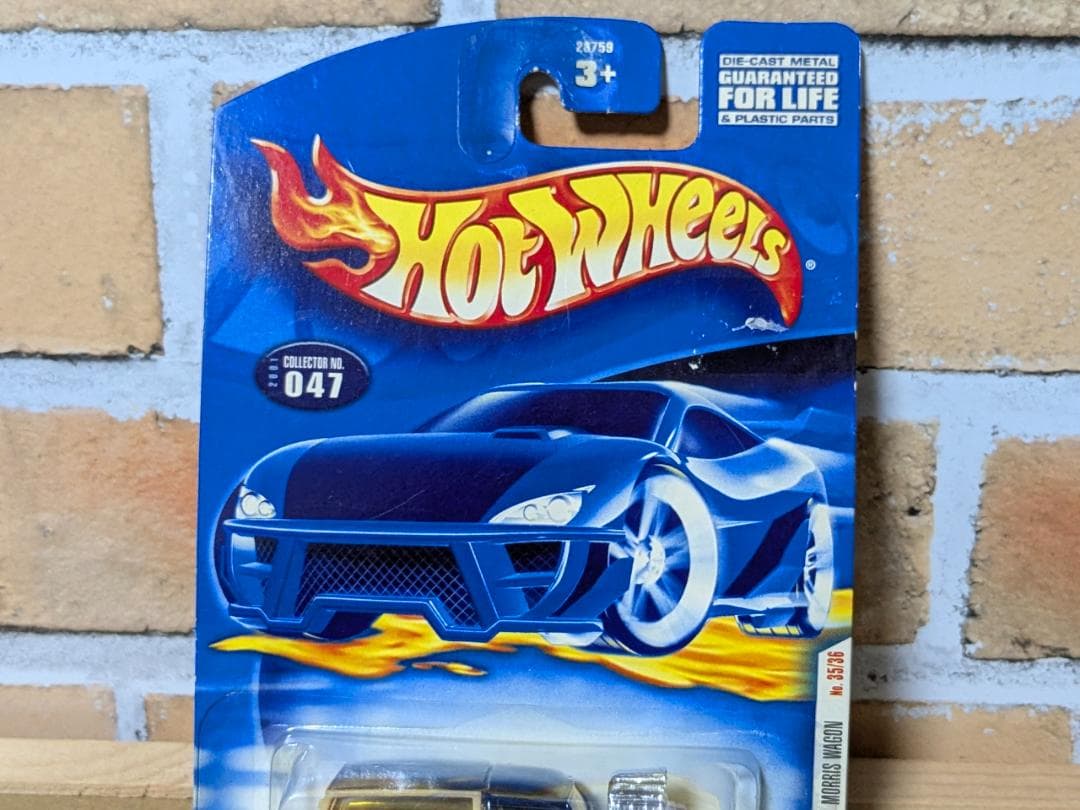 28759
3+
DIE-CAST METAL
GUARANTEED
FOR LIFE
& PLASTIC PARTS
HOT WHEELS
®
2001
COLLECTOR NO.
047
No. 35/36
MORRIS WAGON